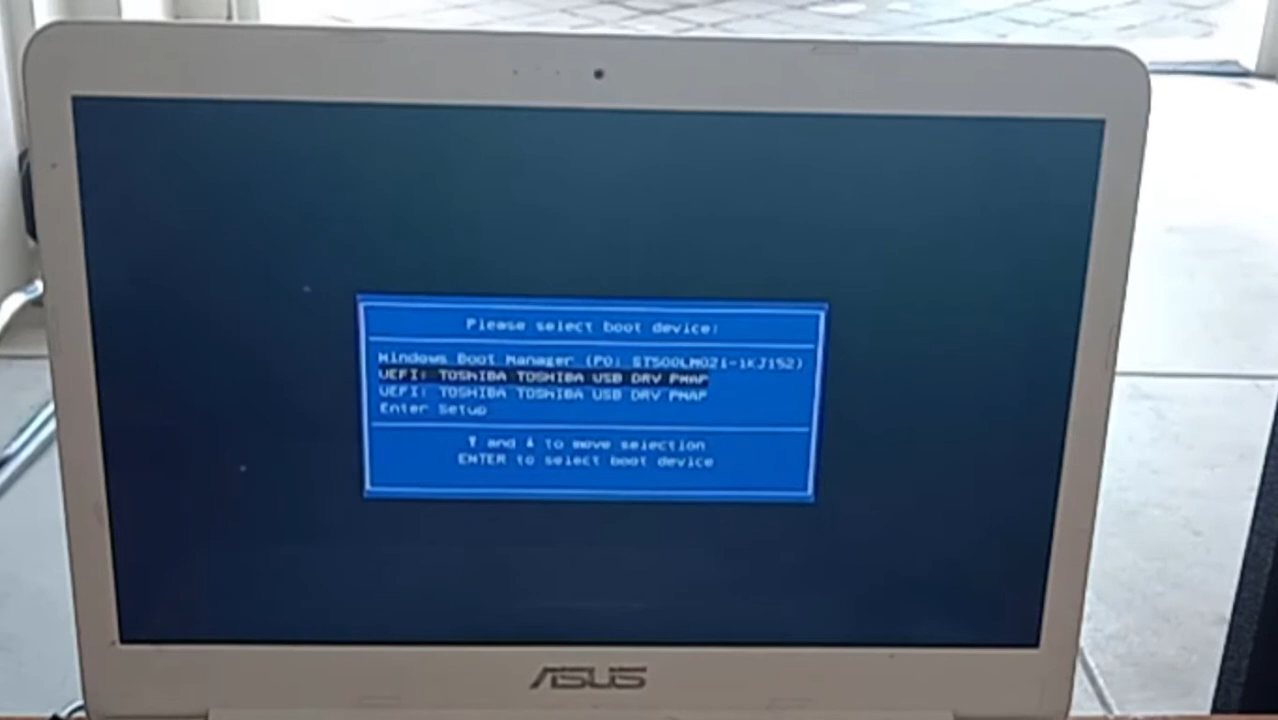 Please select boot device:
Windows Boot Manager (P0: ST500LM021-1KJ152)
UEFI: TOSHIBA TOSHIBA USB DRV PMAP
UEFI: TOSHIBA TOSHIBA USB DRV PMAP
Enter Setup
↑ and ↓ to move selection
ENTER to select boot device
ASUS